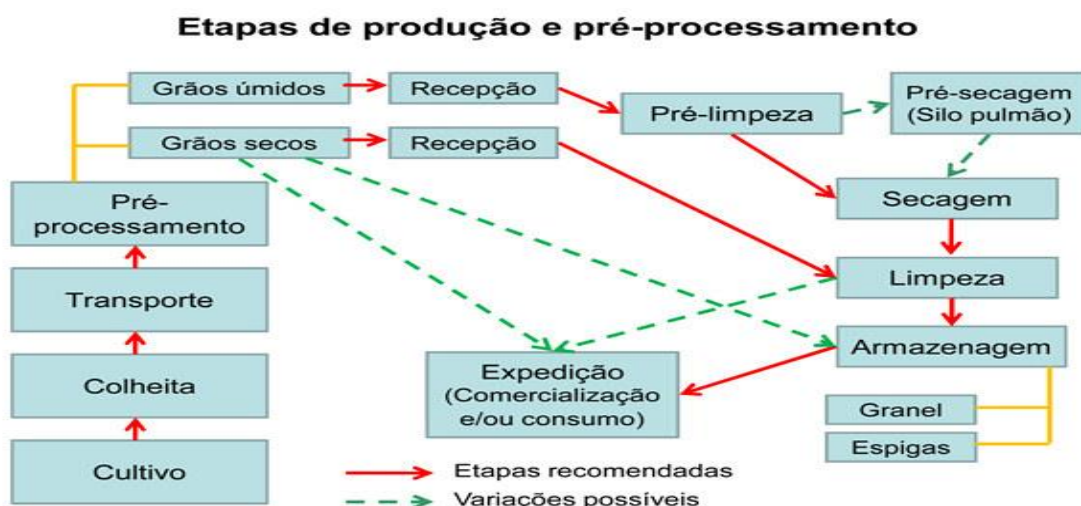 Etapas de produção e pré-processamento
Grãos úmidos
Recepção
Pré-limpeza
Pré-secagem
(Silo pulmão)
Grãos secos
Recepção
Pré-
processamento
Secagem
Transporte
Limpeza
Colheita
Expedição
(Comercialização
e/ou consumo)
Armazenagem
Granel
Espigas
Cultivo
Etapas recomendadas
Variações possíveis